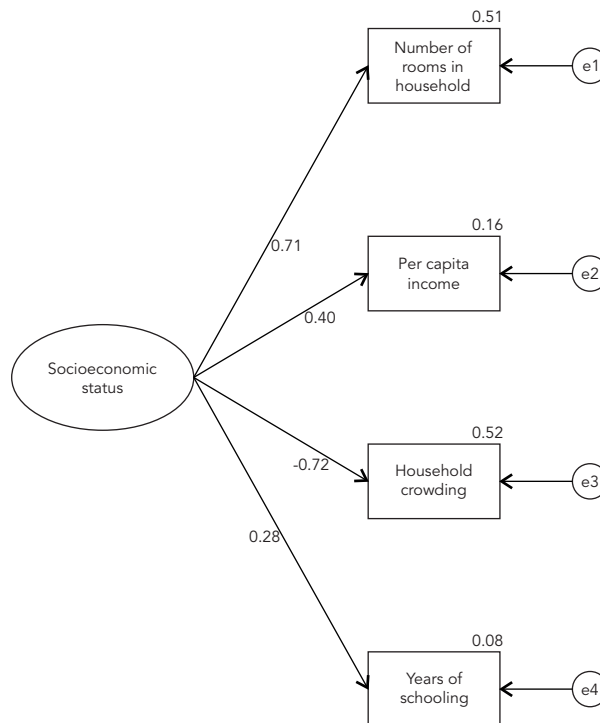 0.51
Number of
rooms in
household
e1
0.71
0.16
Per capita
income
e2
0.40
Socioeconomic
status
0.52
-0.72
Household
crowding
e3
0.28
0.08
Years of
schooling
e4